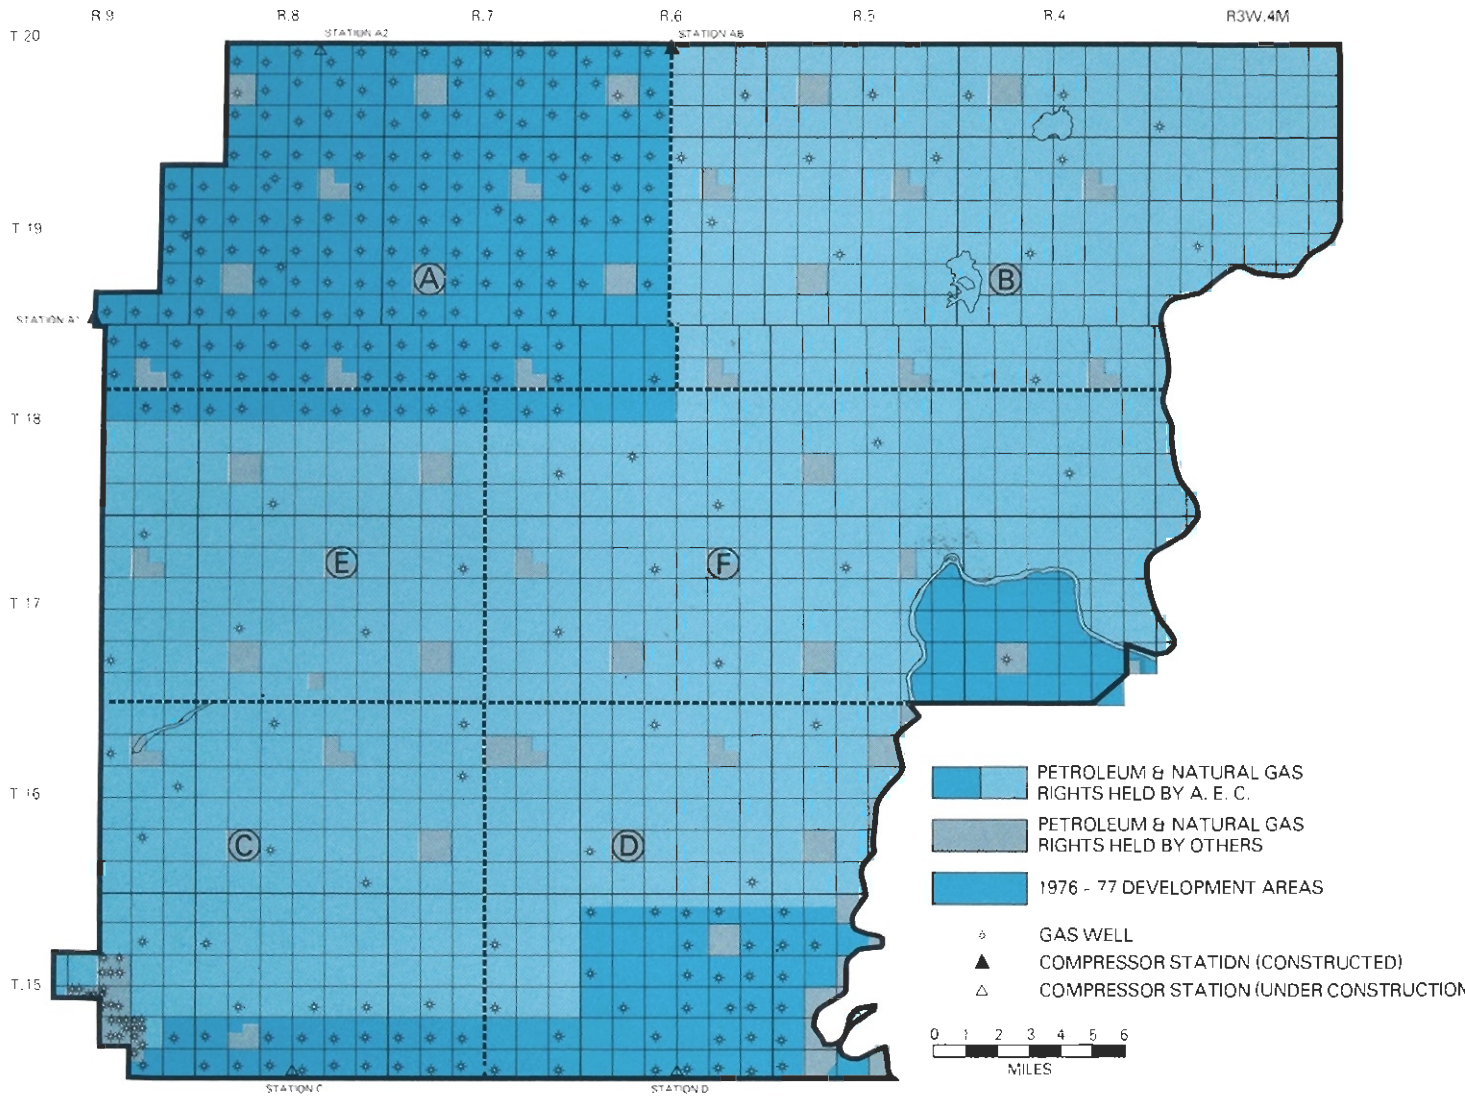 R.9 R.8 R.7 R.6 R.5 R.4 R3W.4M
T 20
STATION A2 STATION AB
T 19
A B
STATION A1
T 18
E F
T 17
T 16
C D
T.15
STATION C STATION D
PETROLEUM & NATURAL GAS
RIGHTS HELD BY A. E. C.
PETROLEUM & NATURAL GAS
RIGHTS HELD BY OTHERS
1976 - 77 DEVELOPMENT AREAS
GAS WELL
COMPRESSOR STATION (CONSTRUCTED)
COMPRESSOR STATION (UNDER CONSTRUCTION
0 1 2 3 4 5 6
MILES